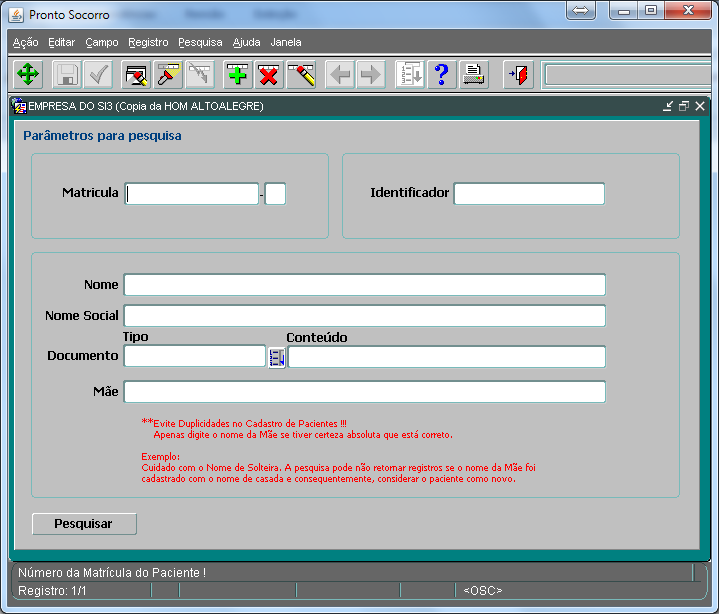 Pronto Socorro
Ação Editar Campo Registro Pesquisa Ajuda Janela
EMPRESA DO SI3 (Copia da HOM ALTOALEGRE)
Parâmetros para pesquisa
Matricula - Identificador
Nome
Nome Social
Tipo Conteúdo
Documento
Mãe
**Evite Duplicidades no Cadastro de Pacientes !!!
Apenas digite o nome da Mãe se tiver certeza absoluta que está correto.
Exemplo:
Cuidado com o Nome de Solteira. A pesquisa pode não retornar registros se o nome da Mãe foi
cadastrado com o nome de casada e consequentemente, considerar o paciente como novo.
Pesquisar
Número da Matrícula do Paciente !
Registro: 1/1 <OSC>